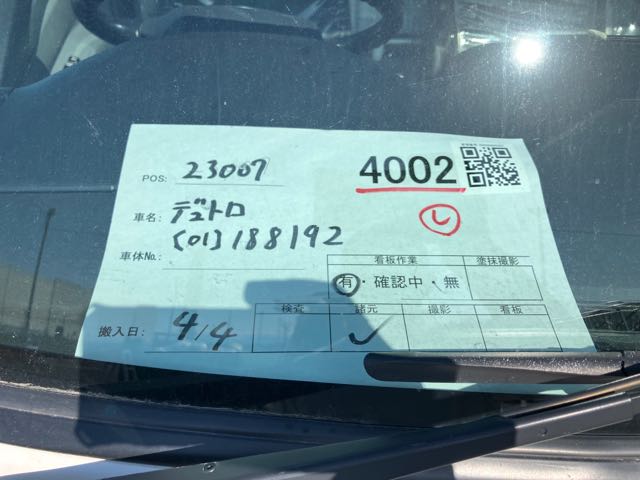 POS: 23007
4002
車名: デュトロ
し
(01)188192
車体No.:
看板作業 塗抹撮影
有・確認中・無
検査 諸元 撮影 看板
搬入日: 4/4 ✓